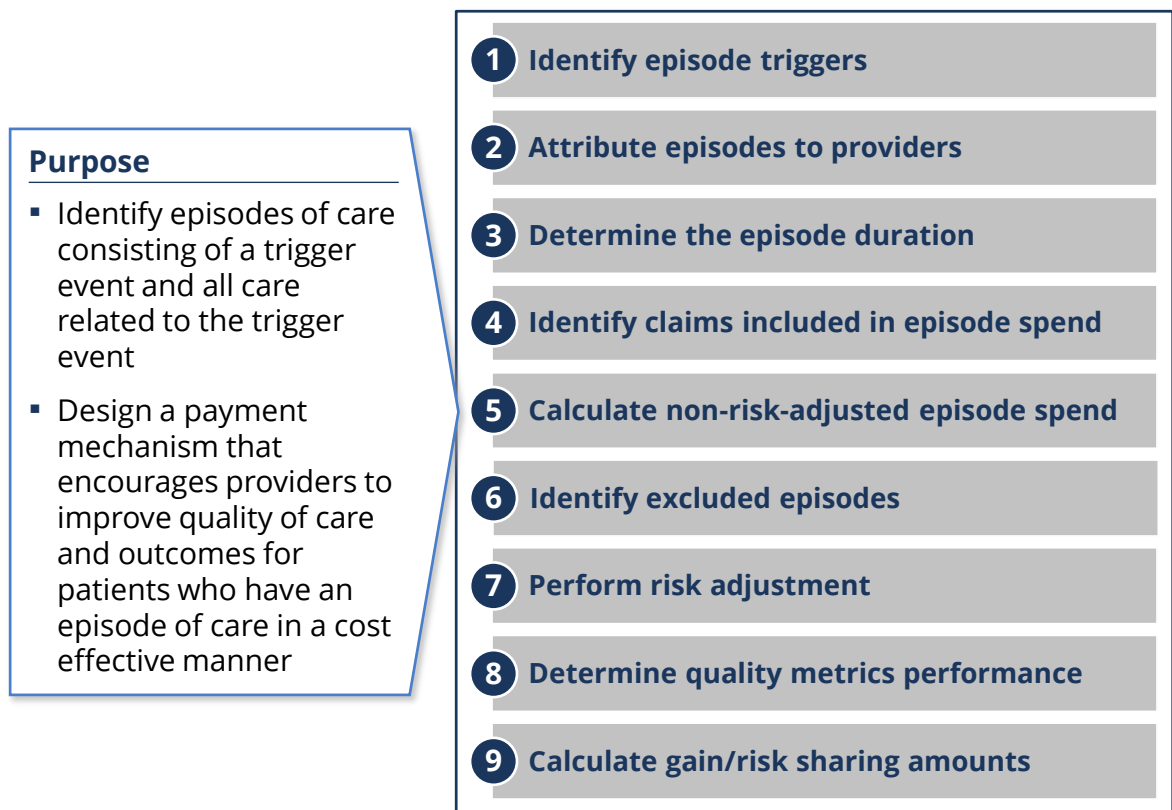 Purpose
▪ Identify episodes of care
consisting of a trigger
event and all care
related to the trigger
event
▪ Design a payment
mechanism that
encourages providers to
improve quality of care
and outcomes for
patients who have an
episode of care in a cost
effective manner
1 Identify episode triggers
2 Attribute episodes to providers
3 Determine the episode duration
4 Identify claims included in episode spend
5 Calculate non-risk-adjusted episode spend
6 Identify excluded episodes
7 Perform risk adjustment
8 Determine quality metrics performance
9 Calculate gain/risk sharing amounts